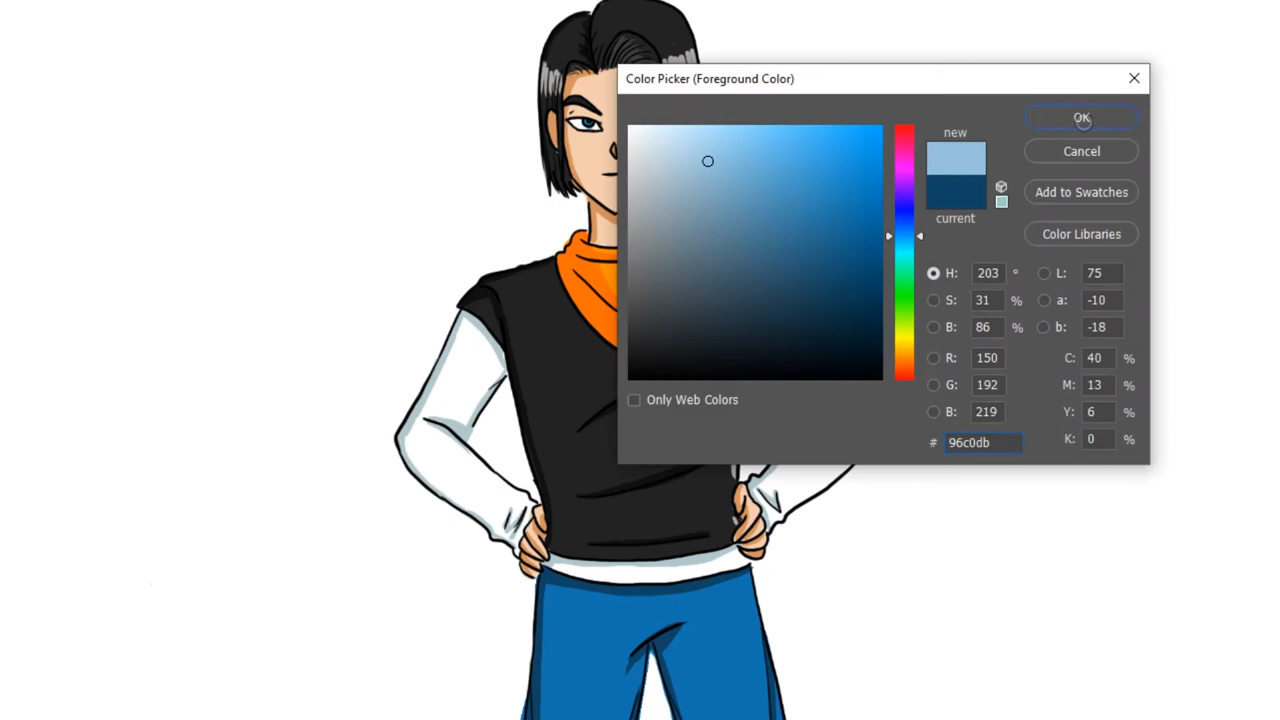 Color Picker (Foreground Color)
new
current
OK
Cancel
Add to Swatches
Color Libraries
H: 203 °
S: 31 %
B: 86 %
R: 150
G: 192
B: 219
# 96c0db
L: 75
a: -10
b: -18
C: 40 %
M: 13 %
Y: 6 %
K: 0 %
Only Web Colors